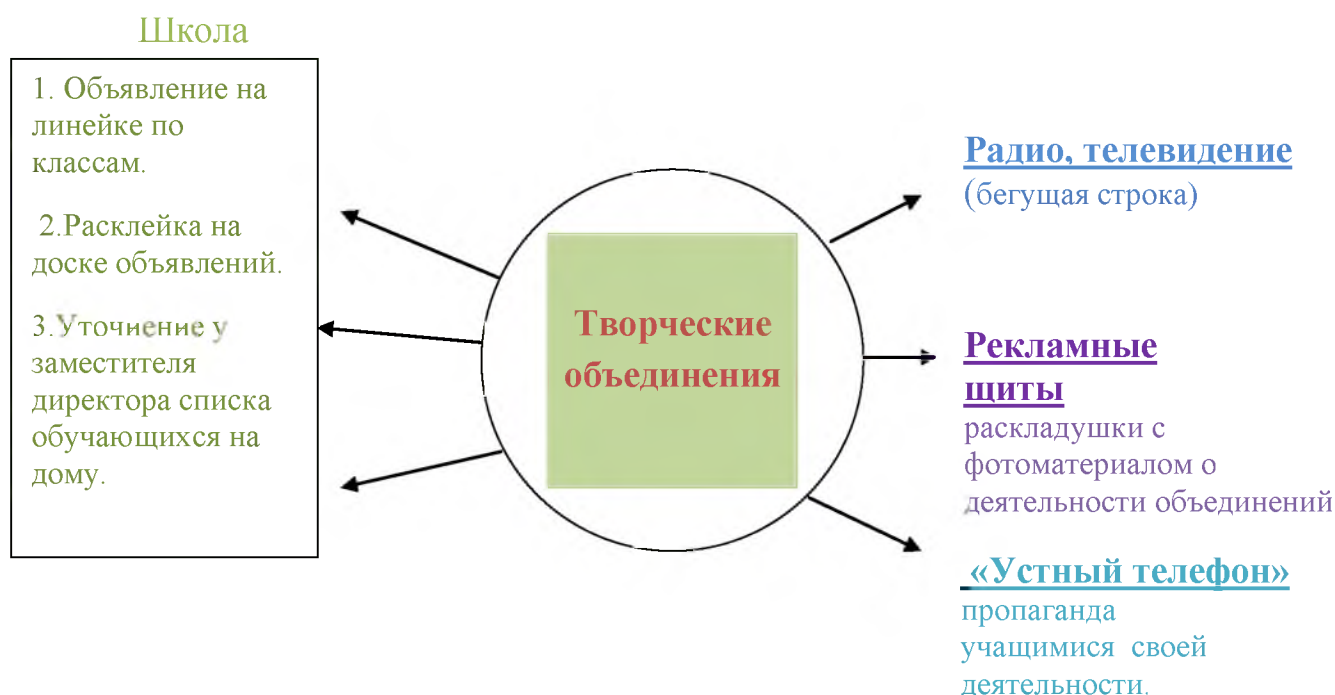 Школа
1. Объявление на
линейке по
классам.
2.Расклейка на
доске объявлений.
3.Уточнение у
заместителя
директора списка
обучающихся на
дому.
Творческие
объединения
Радио, телевидение
(бегущая строка)
Рекламные
щиты
раскладушки с
фотоматериалом о
деятельности объединений
«Устный телефон»
пропаганда
учащимися своей
деятельности.